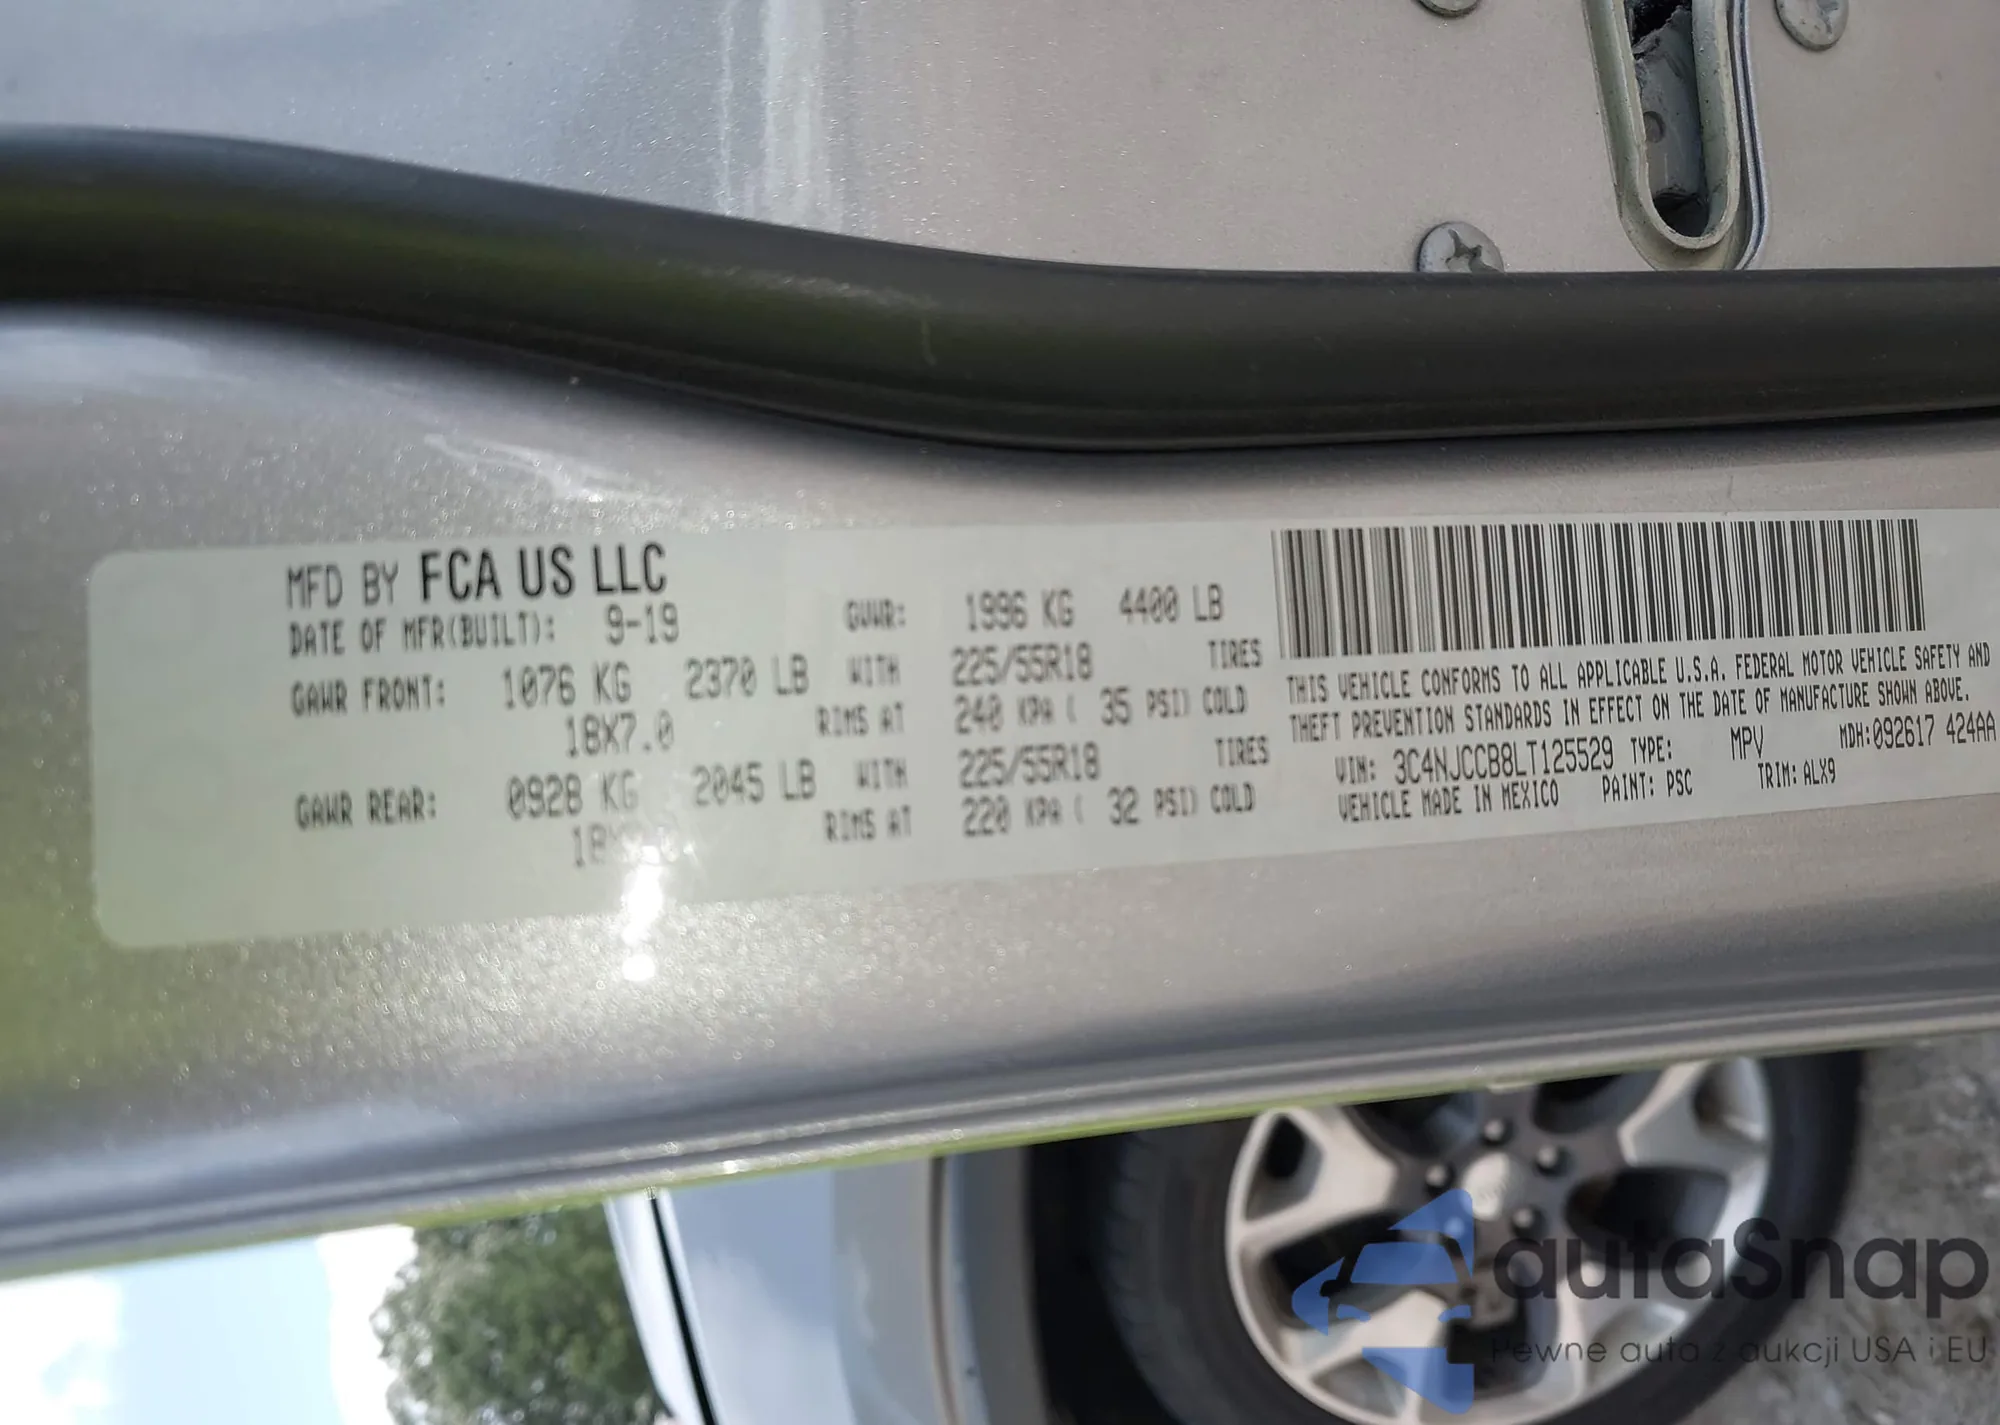 MFD BY FCA US LLC
DATE OF MFR(BUILT): 9-19 GVWR: 1996 KG 4400 LB
GAWR FRONT: 1076 KG 2370 LB WITH 225/55R18 TIRES
18X7.0 RIMS AT 240 KPA ( 35 PSI) COLD
GAWR REAR: 0928 KG 2045 LB WITH 225/55R18 TIRES
RIMS AT 220 KPA ( 32 PSI) COLD
THIS VEHICLE CONFORMS TO ALL APPLICABLE U.S.A. FEDERAL MOTOR VEHICLE SAFETY AND
THEFT PREVENTION STANDARDS IN EFFECT ON THE DATE OF MANUFACTURE SHOWN ABOVE.
VIN: 3C4NJCCB8LT125529 TYPE: MPV MDH:092617 424AA
VEHICLE MADE IN MEXICO PAINT: PSC TRIM: ALX9
autaSnap
Pewne auta z aukcji USA i EU